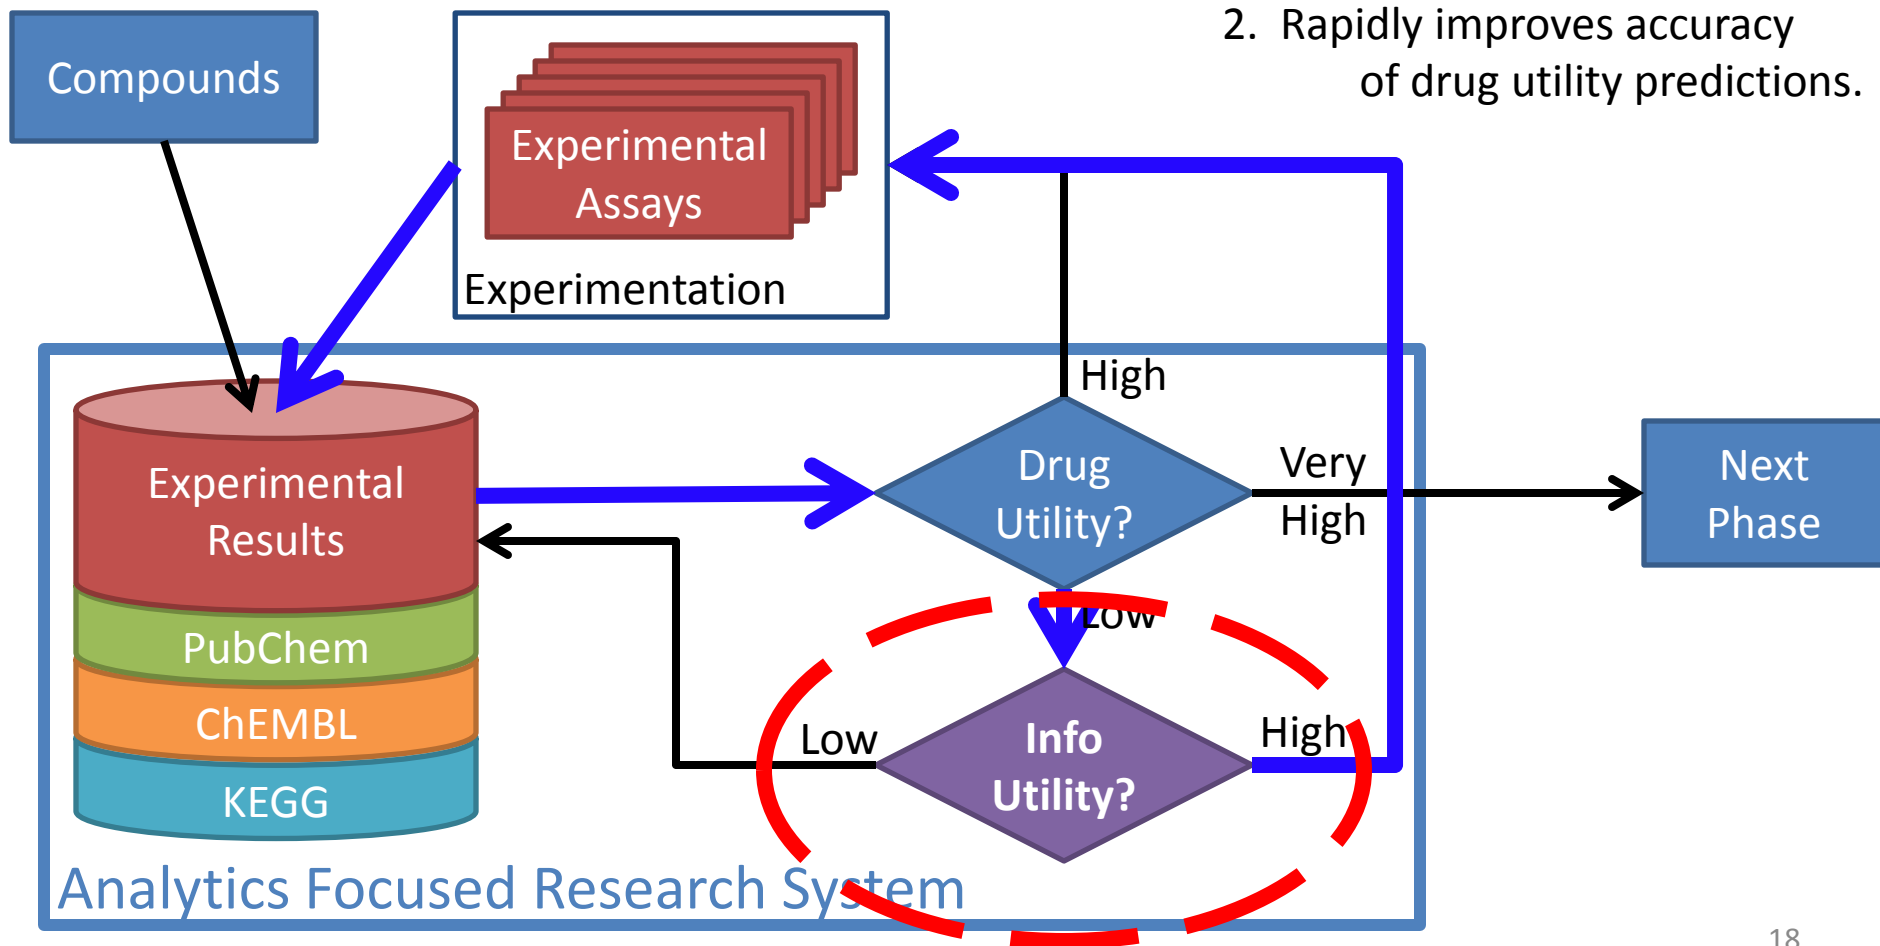 2. Rapidly improves accuracy
of drug utility predictions.
Compounds
Experimental
Assays
Experimentation
High
Drug
Utility?
Very
High
Next
Phase
Experimental
Results
Low
PubChem
ChEMBL
KEGG
Low
Info
Utility?
High
Analytics Focused Research System
18